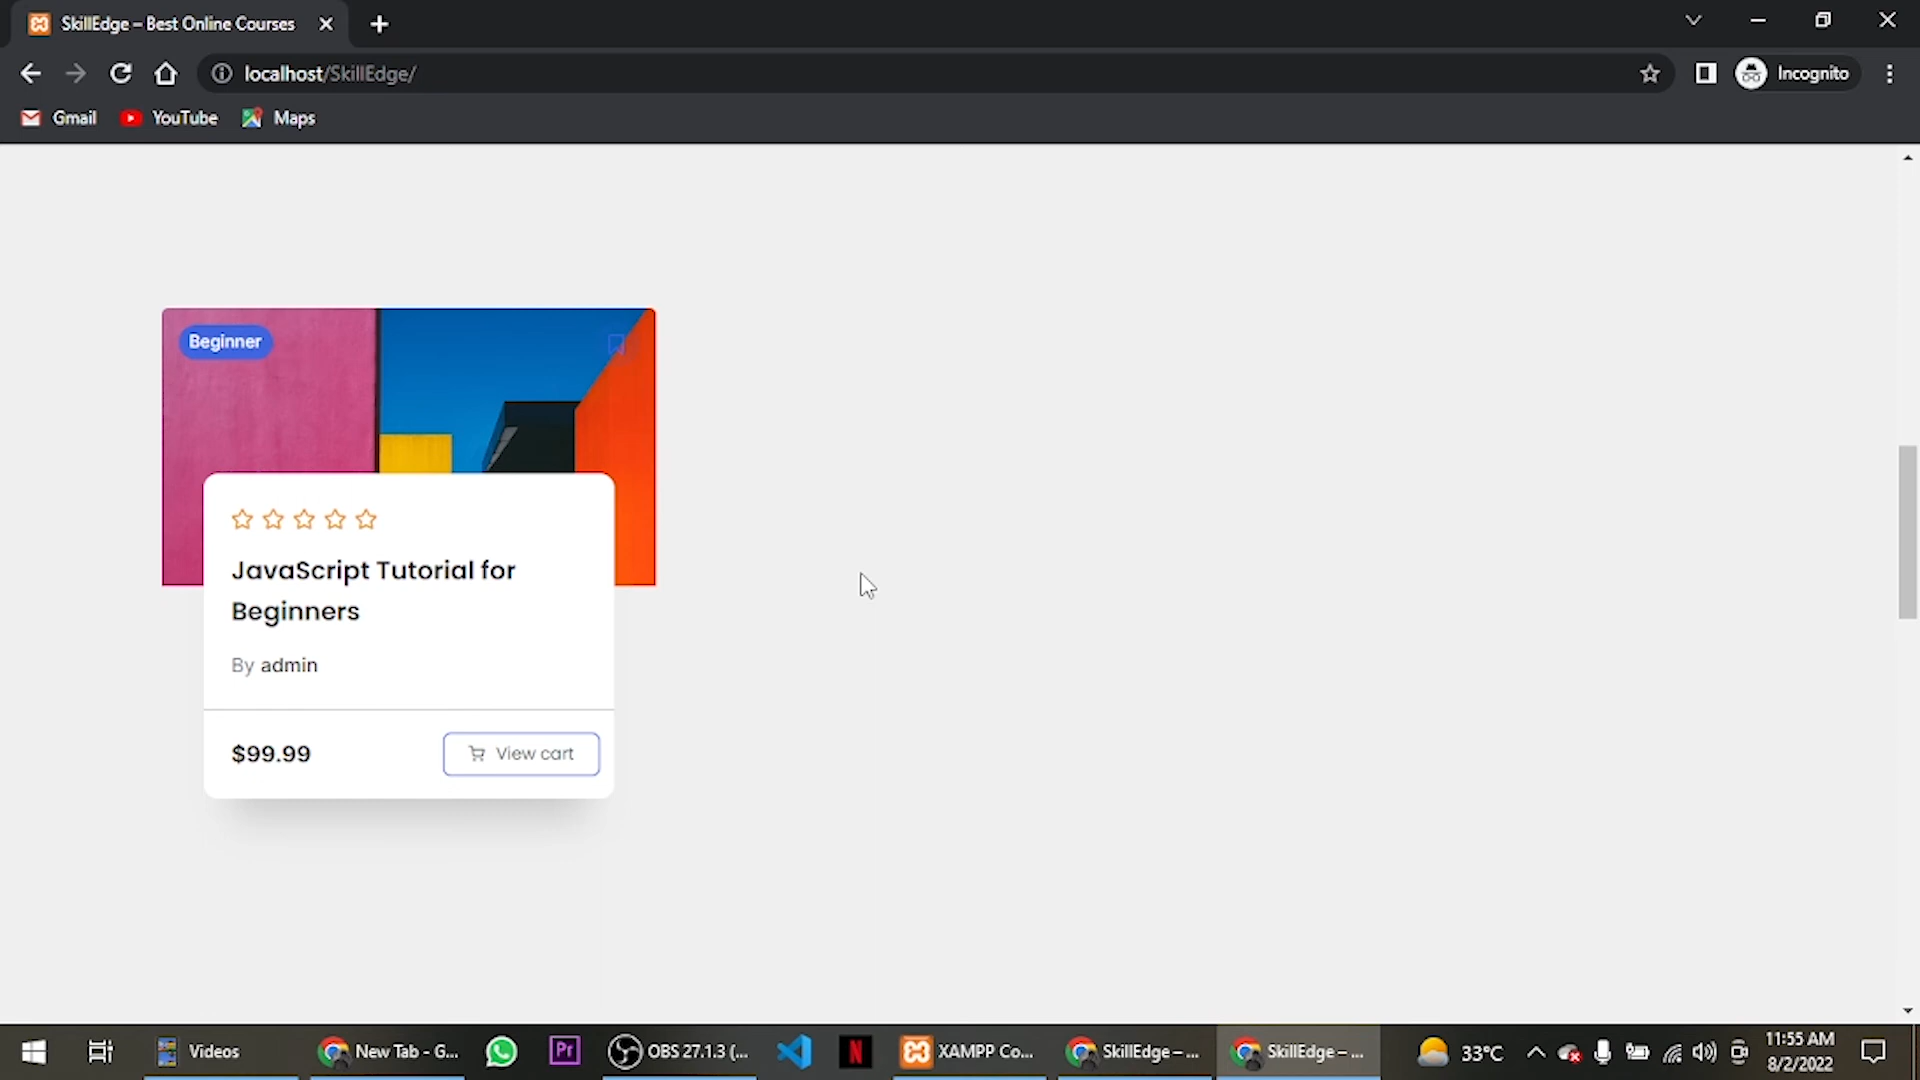 SkillEdge – Best Online Courses
localhost/SkillEdge/
Incognito
Gmail
YouTube
Maps
Beginner
JavaScript Tutorial for
Beginners
By admin
$99.99
View cart
Videos
New Tab - G...
Pr
OBS 27.1.3 (...
N
XAMPP Co...
SkillEdge – ...
SkillEdge – ...
33°C
11:55 AM
8/2/2022